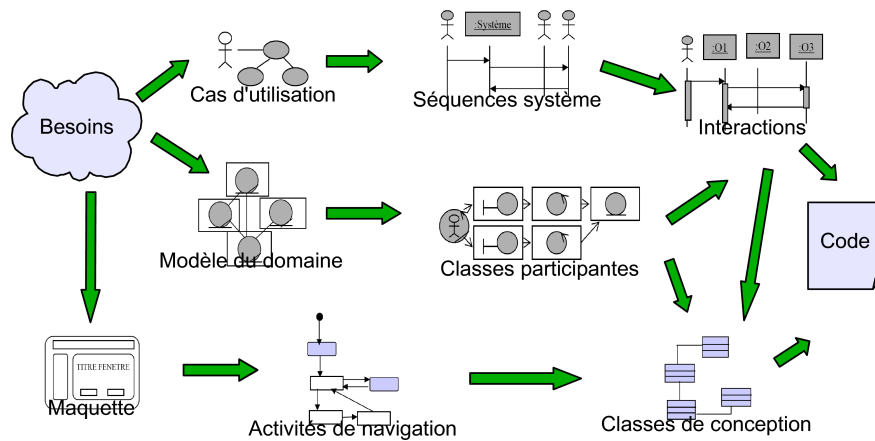 :Système
:O1
:O2
:O3
Cas d'utilisation
Séquences système
Interactions
Besoins
Modèle du domaine
Classes participantes
Code
TITRE FENETRE
Maquette
Activités de navigation
Classes de conception